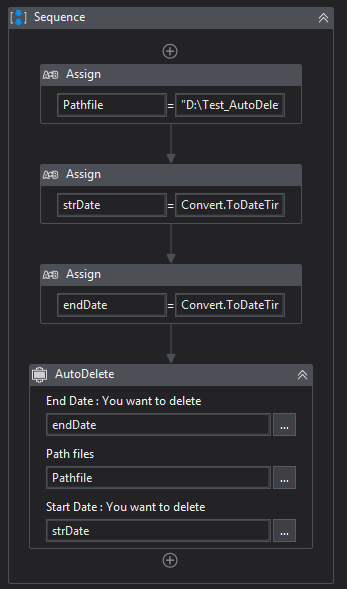 Sequence
Assign
Pathfile = "D:\Test_AutoDele
Assign
strDate = Convert.ToDateTir
Assign
endDate = Convert.ToDateTir
AutoDelete
End Date : You want to delete
endDate ...
Path files
Pathfile ...
Start Date : You want to delete
strDate ...